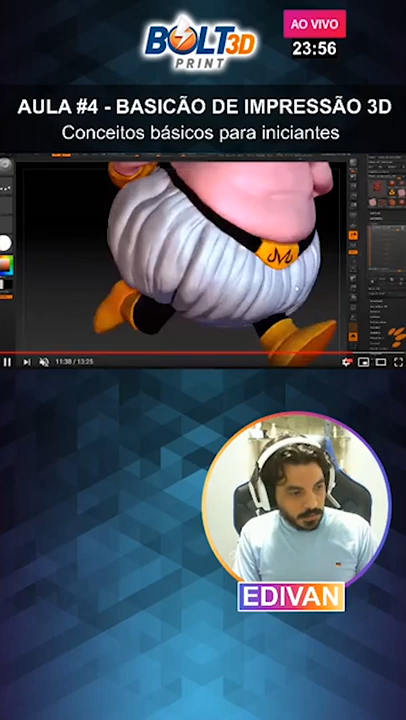 BOLT3D
PRINT
AO VIVO
23:56
AULA #4 - BASICÃO DE IMPRESSÃO 3D
Conceitos básicos para iniciantes
11:38 / 13:25
EDIVAN